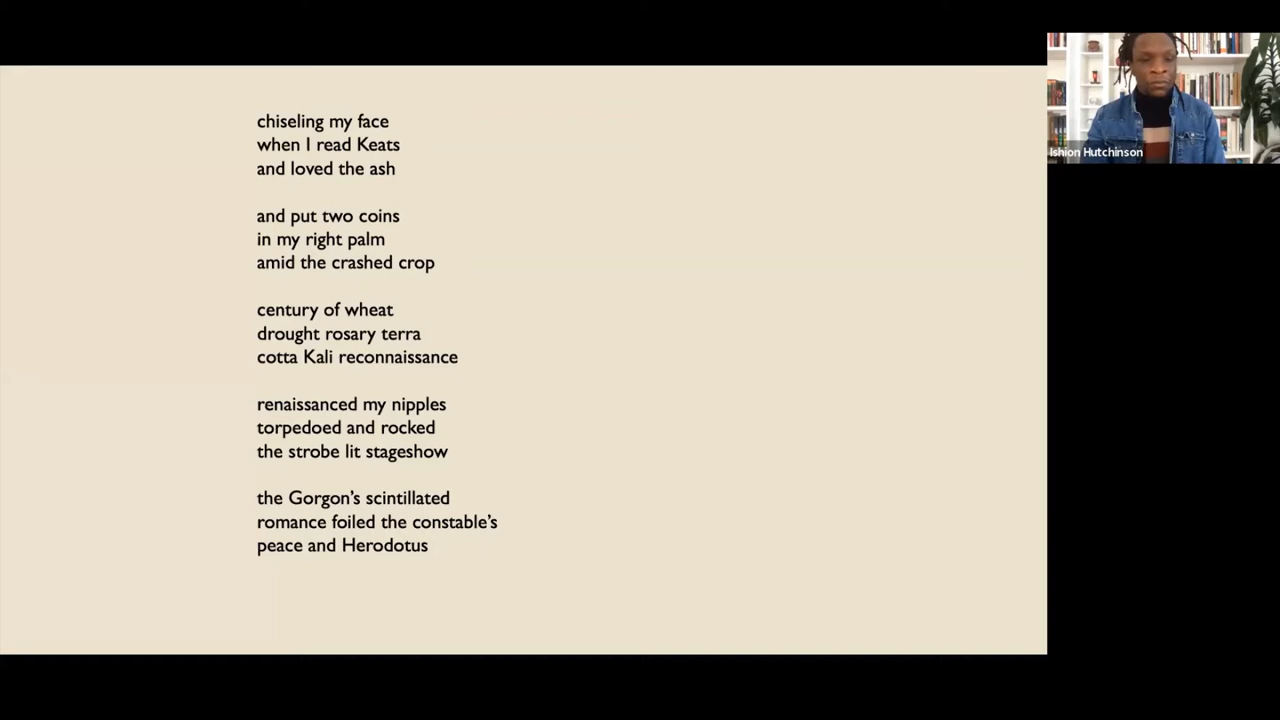 chiseling my face
when I read Keats
and loved the ash
and put two coins
in my right palm
amid the crashed crop
century of wheat
drought rosary terra
cotta Kali reconnaissance
renaissanced my nipples
torpedoed and rocked
the strobe lit stageshow
the Gorgon’s scintillated
romance foiled the constable’s
peace and Herodotus
Ishion Hutchinson